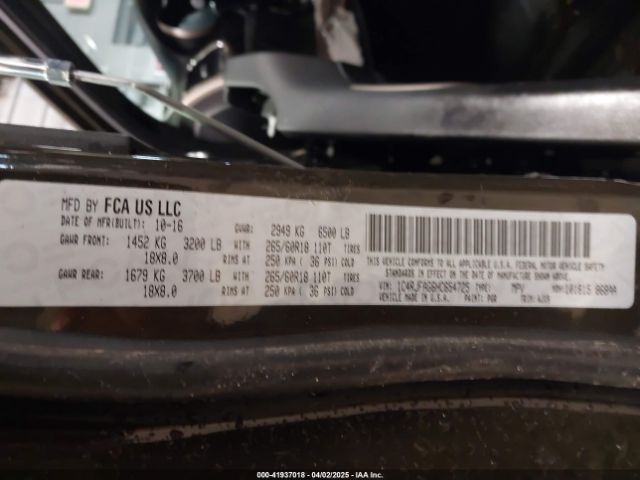 MFD BY FCA US LLC
DATE OF MFR(BUILT): 10-16 GVWR: 2949 KG 6500 LB
GAWR FRONT: 1452 KG 3200 LB WITH 265/60R18 110T TIRES
18X8.0 RIMS AT 250 KPA ( 36 PSI) COLD
GAWR REAR: 1679 KG 3700 LB WITH 265/60R18 110T TIRES
18X8.0 RIMS AT 250 KPA ( 36 PSI) COLD
THIS VEHICLE CONFORMS TO ALL APPLICABLE U.S.A. FEDERAL MOTOR VEHICLE SAFETY
STANDARDS IN EFFECT ON THE DATE OF MANUFACTURE SHOWN ABOVE.
VIN: TYPE: MPV
VEHICLE MADE IN U.S.A. PAINT: TRIM:
000-41937018 | 04/02/2025 | IAA Inc.